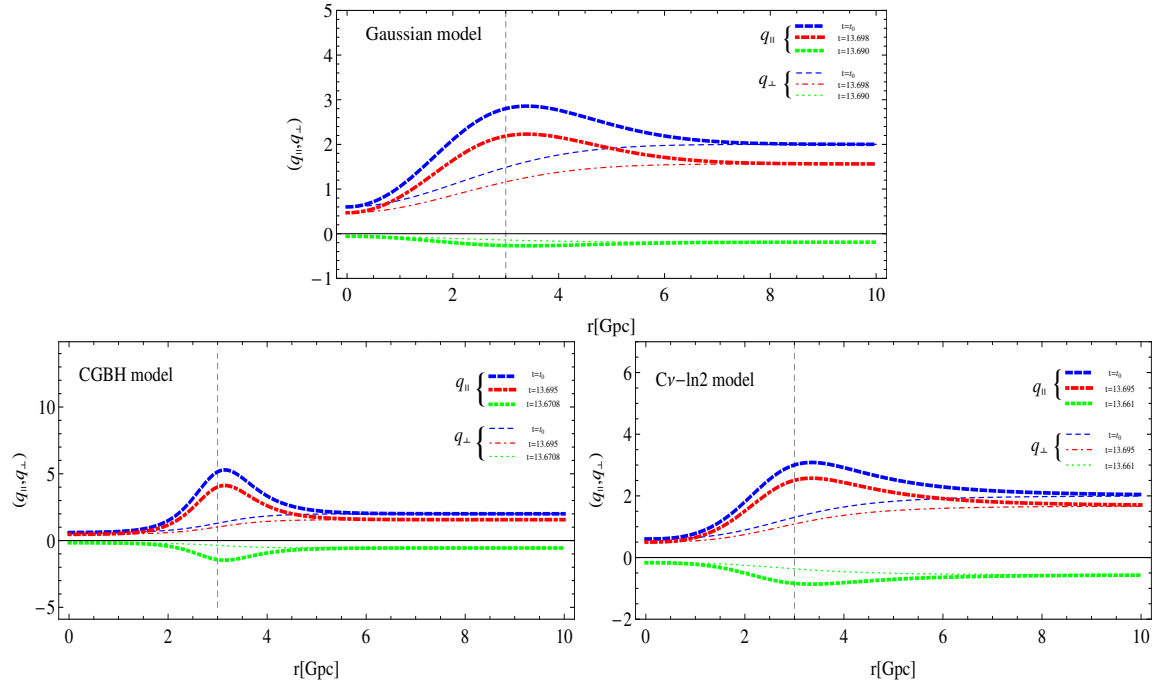 Gaussian model
q∥ { t=t₀
t=13.698
t=13.690
q⊥ { t=t₀
t=13.698
t=13.690
(q∥,q⊥)
5
4
3
2
1
0
−1
0 2 4 6 8 10
r[Gpc]
CGBH model
q∥ { t=t₀
t=13.695
t=13.6708
q⊥ { t=t₀
t=13.695
t=13.6708
(q∥,q⊥)
10
5
0
−5
0 2 4 6 8 10
r[Gpc]
Cν−ln2 model
q∥ { t=t₀
t=13.695
t=13.661
q⊥ { t=t₀
t=13.695
t=13.661
(q∥,q⊥)
6
4
2
0
−2
0 2 4 6 8 10
r[Gpc]